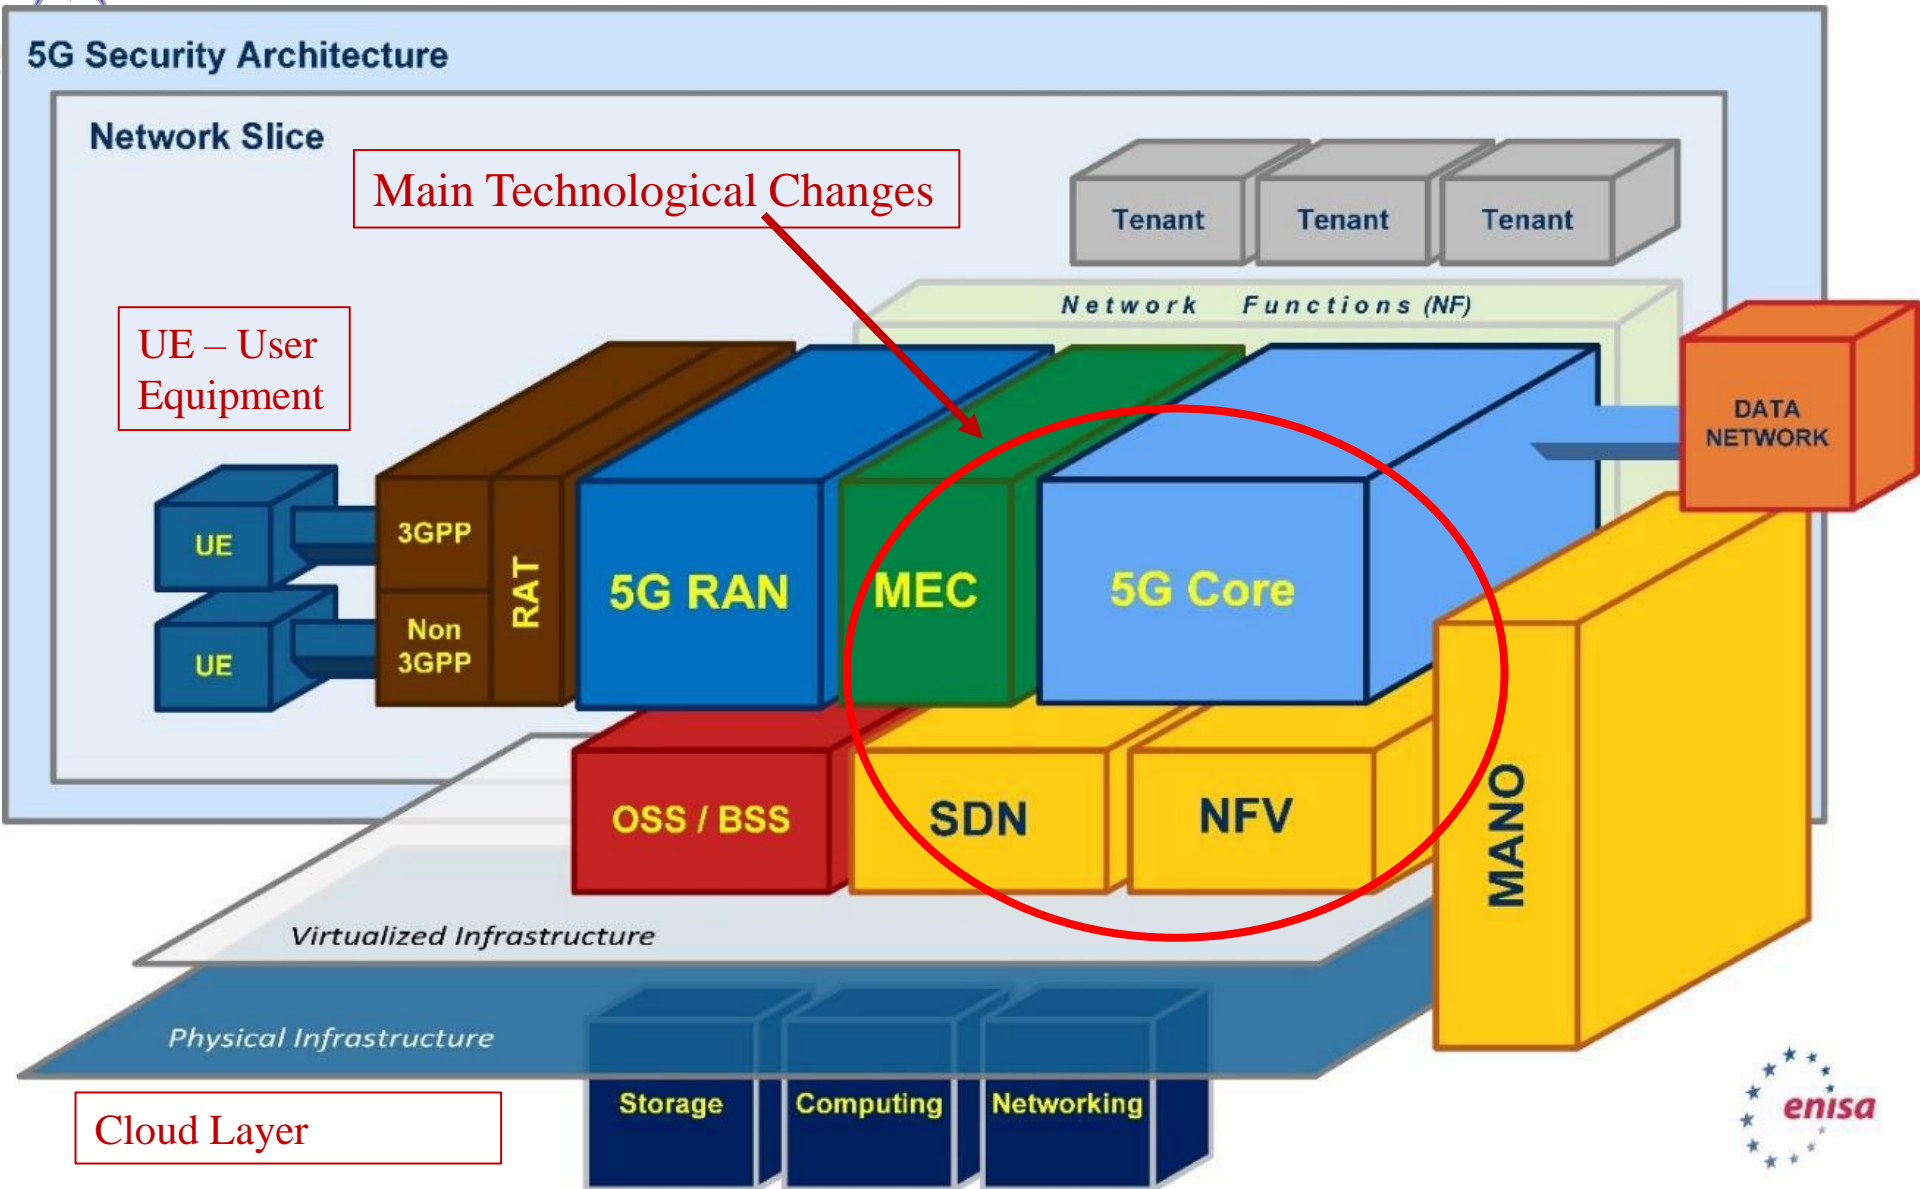 5G Security Architecture
Network Slice
Main Technological Changes
Tenant
Tenant
Tenant
Network Functions (NF)
UE – User
Equipment
DATA
NETWORK
UE
UE
3GPP
Non
3GPP
RAT
5G RAN
MEC
5G Core
OSS / BSS
SDN
NFV
MANO
Virtualized Infrastructure
Physical Infrastructure
Cloud Layer
Storage
Computing
Networking
enisa